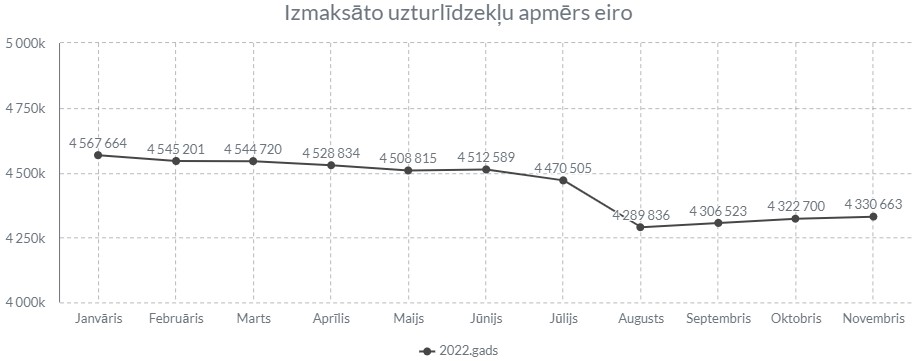 Izmaksāto uzturlīdzekļu apmērs eiro
5 000k
4 750k
4 500k
4 250k
4 000k
4 567 664
4 545 201
4 544 720
4 528 834
4 508 815
4 512 589
4 470 505
4 289 836
4 306 523
4 322 700
4 330 663
Janvāris Februāris Marts Aprīlis Maijs Jūnijs Jūlijs Augusts Septembris Oktobris Novembris
2022.gads